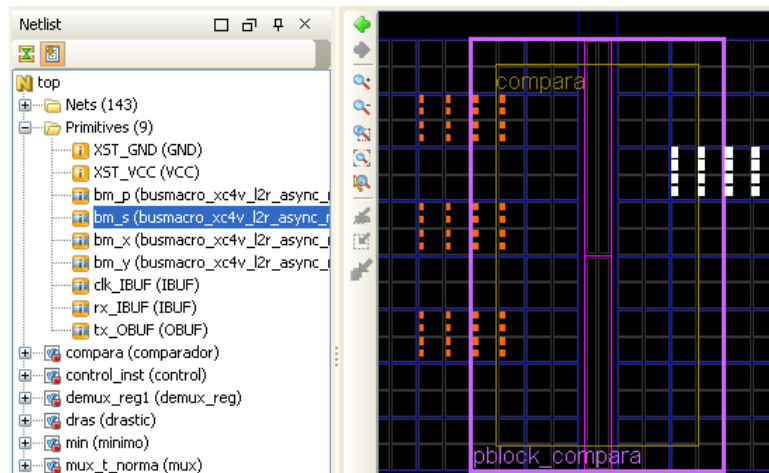 Netlist
top
Nets (143)
Primitives (9)
XST_GND (GND)
XST_VCC (VCC)
bm_p (busmacro_xc4v_l2r_async_
bm_s (busmacro_xc4v_l2r_async_
bm_x (busmacro_xc4v_l2r_async_
bm_y (busmacro_xc4v_l2r_async_
clk_IBUF (IBUF)
rx_IBUF (IBUF)
tx_OBUF (OBUF)
compara (comparador)
control_inst (control)
demux_reg1 (demux_reg)
dras (drastic)
min (minimo)
mux_t_norma (mux)
compara
pblock_compara